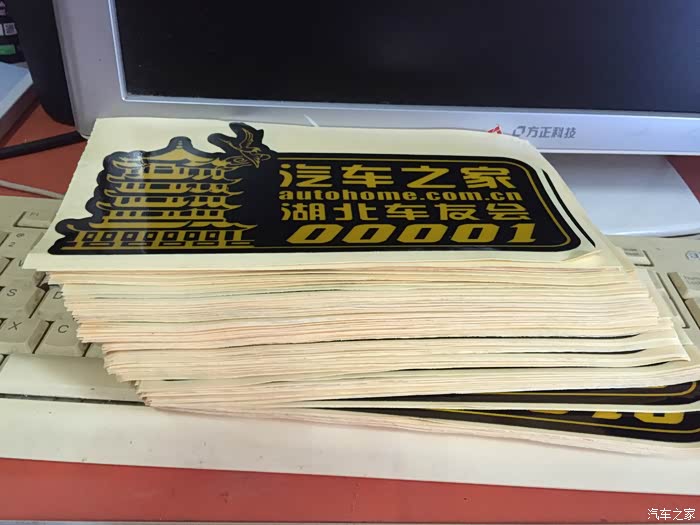 方正科技
汽车之家
autohome.com.cn
湖北车友会
00001
汽车之家